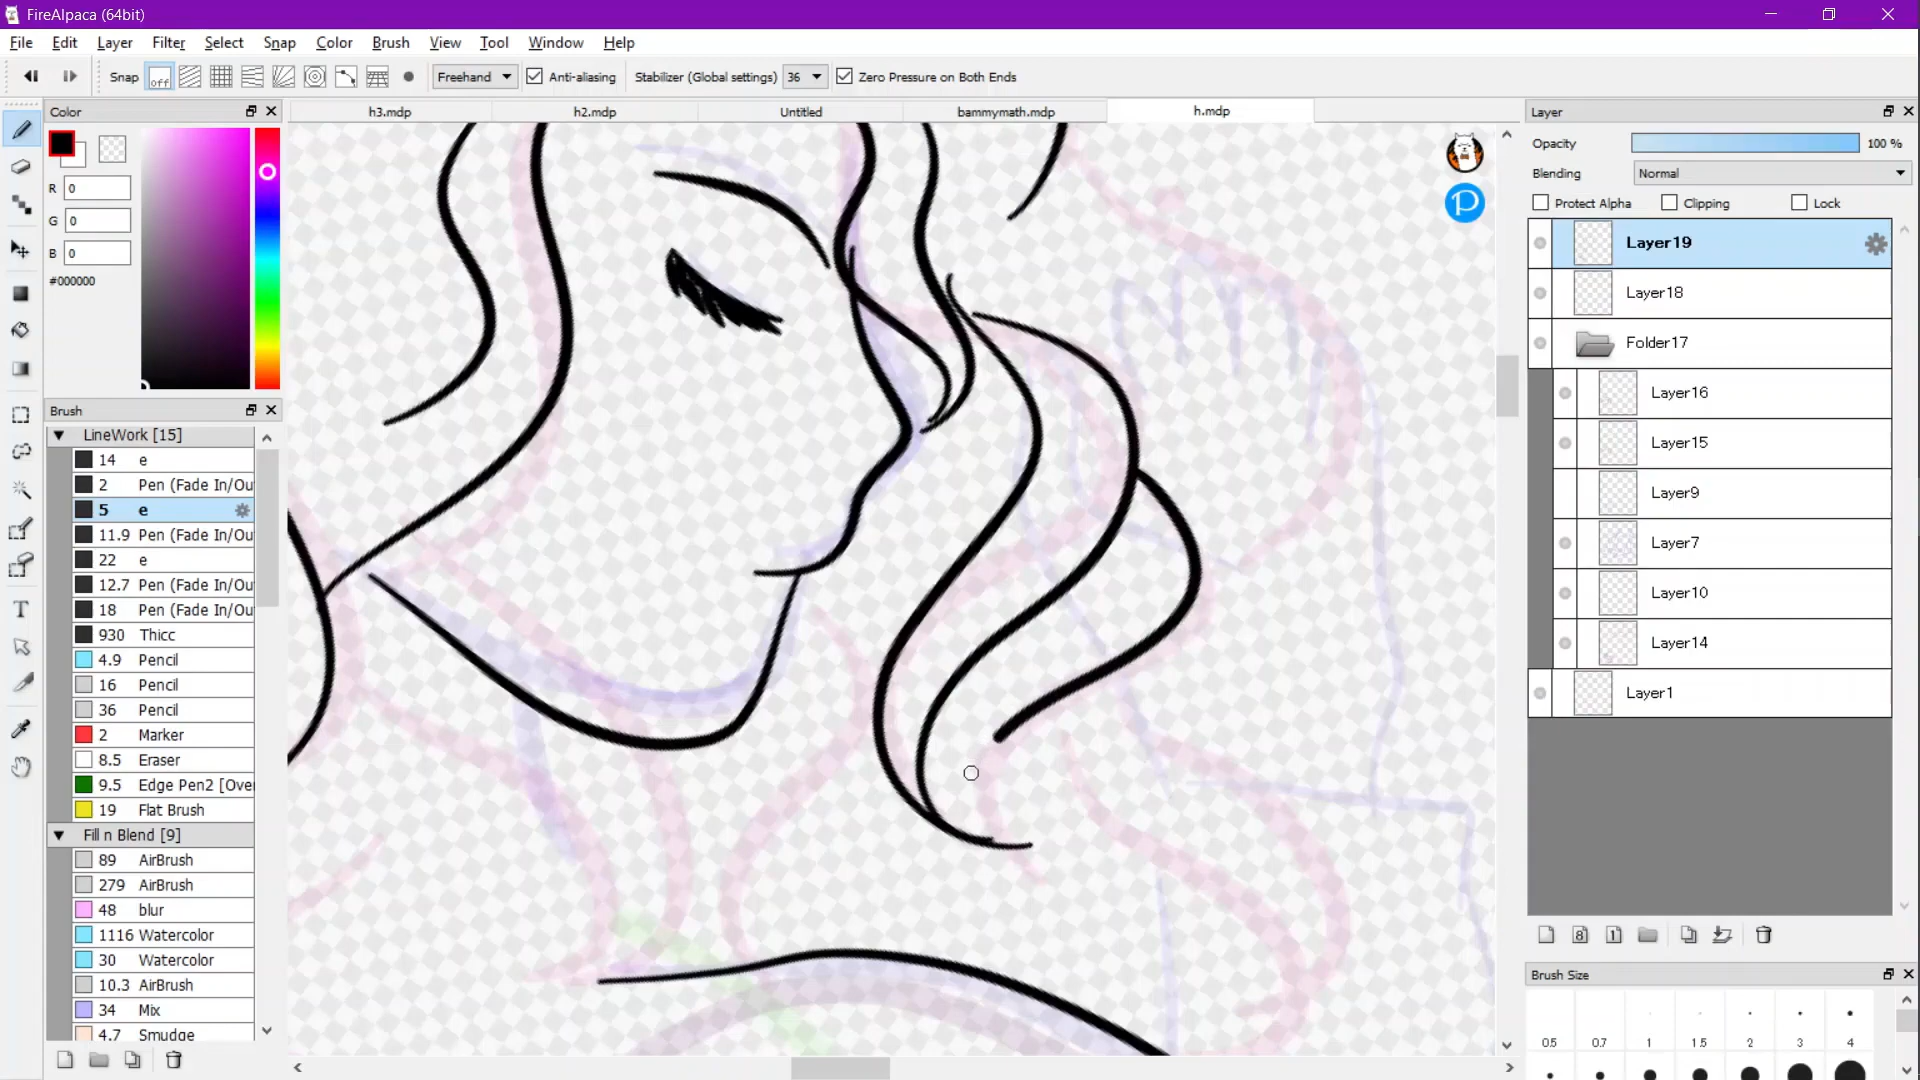 FireAlpaca (64bit)
File Edit Layer Filter Select Snap Color Brush View Tool Window Help
Snap off Freehand Anti-aliasing Stabilizer (Global settings) 36 Zero Pressure on Both Ends
Color
R 0
G 0
B 0
#000000
Brush
LineWork [15]
14 e
2 Pen (Fade In/Ou
5 e
11.9 Pen (Fade In/Ou
22 e
12.7 Pen (Fade In/Ou
18 Pen (Fade In/Ou
930 Thicc
4.9 Pencil
16 Pencil
36 Pencil
2 Marker
8.5 Eraser
9.5 Edge Pen2 [Over
19 Flat Brush
Fill n Blend [9]
89 AirBrush
279 AirBrush
48 blur
1116 Watercolor
30 Watercolor
10.3 AirBrush
34 Mix
4.7 Smudge
h3.mdp h2.mdp Untitled bammymath.mdp h.mdp
P
Layer
Opacity 100 %
Blending Normal
Protect Alpha Clipping Lock
Layer19
Layer18
Folder17
Layer16
Layer15
Layer9
Layer7
Layer10
Layer14
Layer1
8 1
Brush Size
0.5 0.7 1 1.5 2 3 4